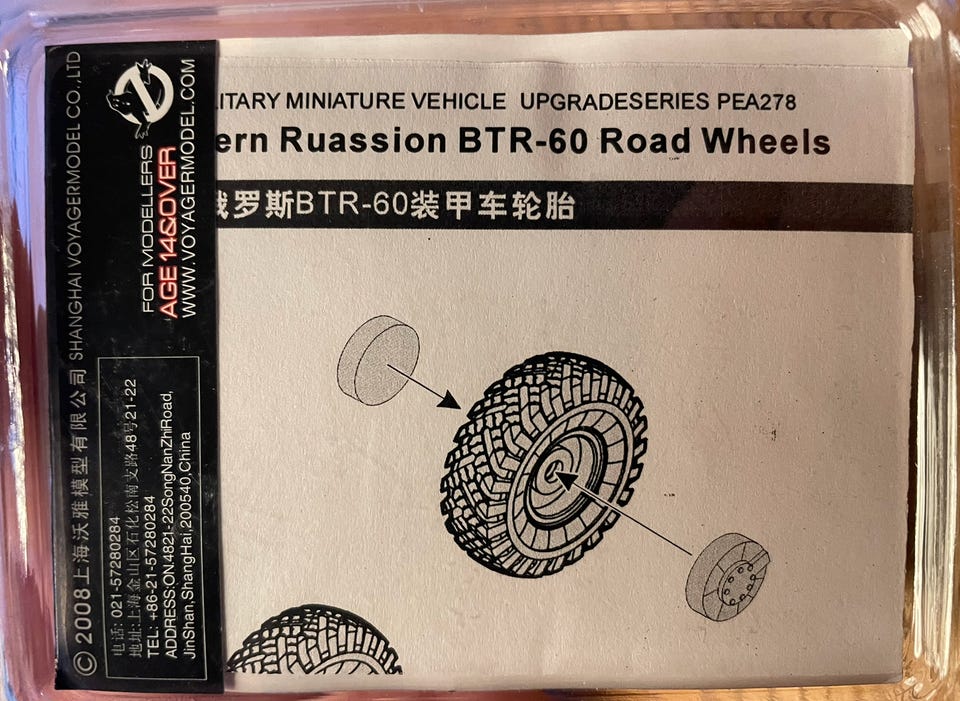 LITARY MINIATURE VEHICLE UPGRADESERIES PEA278
ern Ruassion BTR-60 Road Wheels
俄罗斯BTR-60装甲车轮胎
© 2008上海沃雅模型有限公司 SHANGHAI VOYAGERMODEL CO.,LTD
FOR MODELLERS
AGE 14&OVER
WWW.VOYAGERMODEL.COM
电话: 021-57280284
地址:上海金山区石化松南支路48号21-22
TEL: +86-21-57280284
ADDRESS:ON.4821-22SongNanZhiRoad,
JinShan,ShangHai,200540,China